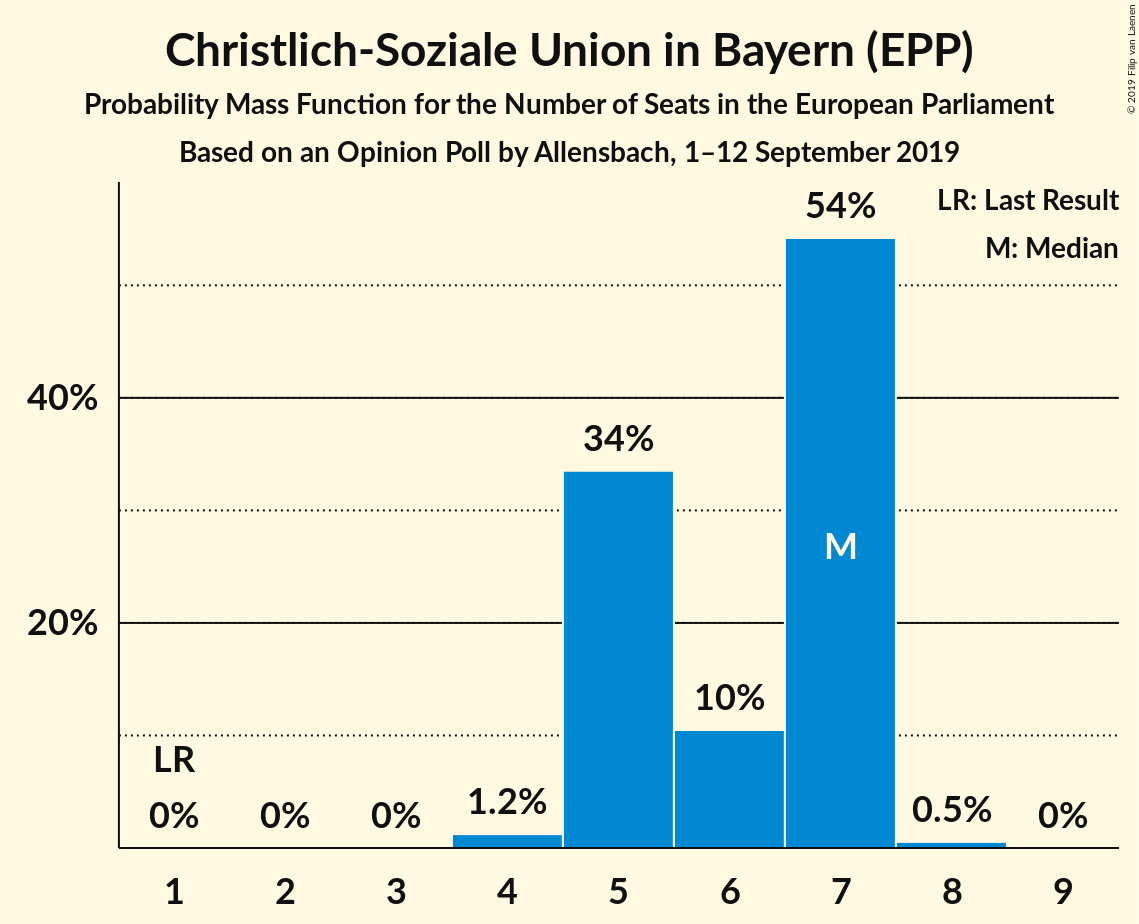 Christlich-Soziale Union in Bayern (EPP)
Probability Mass Function for the Number of Seats in the European Parliament
Based on an Opinion Poll by Allensbach, 1–12 September 2019
© 2019 Filip van Laenen
LR: Last Result
M: Median
54%
40%
34%
M
20%
10%
LR
0% 0% 0% 1.2% 0.5% 0%
1 2 3 4 5 6 7 8 9